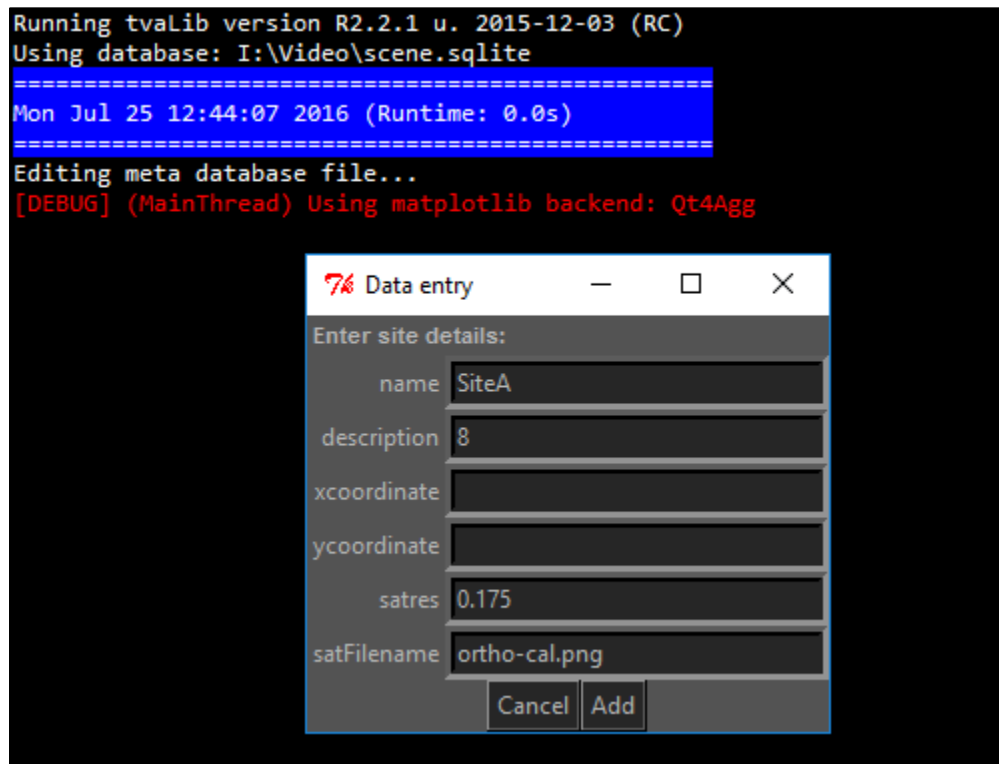 Running tvaLib version R2.2.1 u. 2015-12-03 (RC)
Using database: I:\Video\scene.sqlite
==================================================
Mon Jul 25 12:44:07 2016 (Runtime: 0.0s)
==================================================
Editing meta database file...
[DEBUG] (MainThread) Using matplotlib backend: Qt4Agg
Data entry
Enter site details:
name SiteA
description 8
xcoordinate
ycoordinate
satres 0.175
satFilename ortho-cal.png
Cancel Add